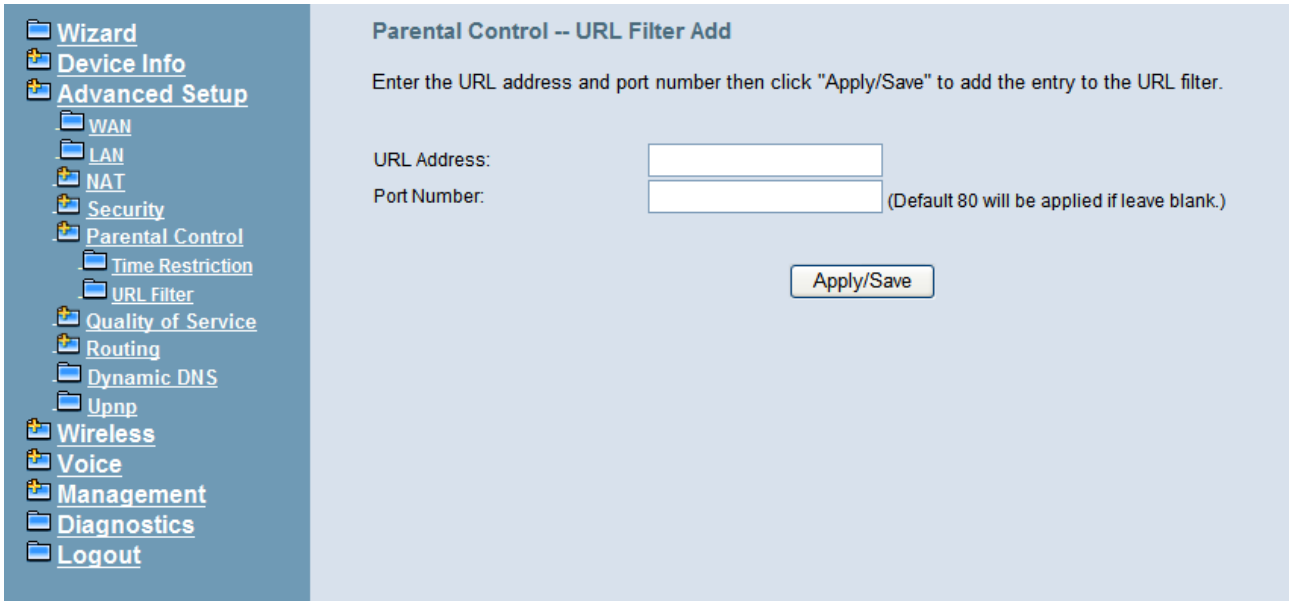 Wizard
Device Info
Advanced Setup
WAN
LAN
NAT
Security
Parental Control
Time Restriction
URL Filter
Quality of Service
Routing
Dynamic DNS
Upnp
Wireless
Voice
Management
Diagnostics
Logout
Parental Control -- URL Filter Add
Enter the URL address and port number then click "Apply/Save" to add the entry to the URL filter.
URL Address:
Port Number: (Default 80 will be applied if leave blank.)
Apply/Save